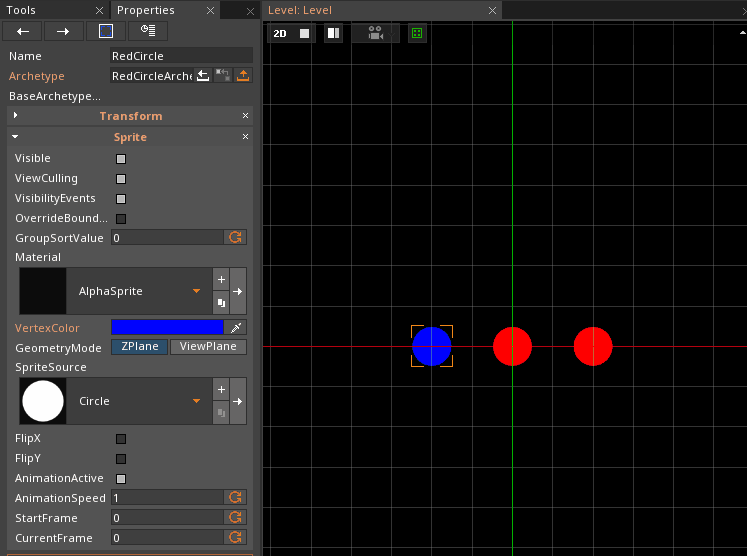 Tools
Properties
Name
RedCircle
Archetype
RedCircleArche
BaseArchetype...
Transform
Sprite
Visible
ViewCulling
VisibilityEvents
OverrideBound...
GroupSortValue
0
Material
AlphaSprite
VertexColor
GeometryMode
ZPlane
ViewPlane
SpriteSource
Circle
FlipX
FlipY
AnimationActive
AnimationSpeed
1
StartFrame
0
CurrentFrame
0
Level: Level
2D